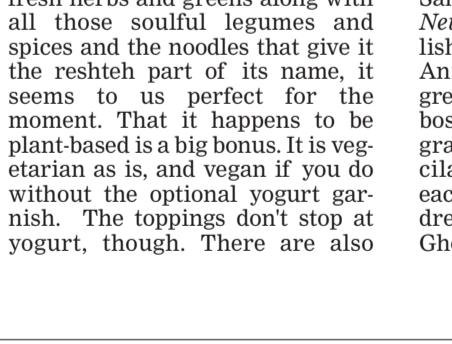 fresh herbs and greens along with
all those soulful legumes and
spices and the noodles that give it
the reshteh part of its name, it
seems to us perfect for the
moment. That it happens to be
plant-based is a big bonus. It is veg-
etarian as is, and vegan if you do
without the optional yogurt gar-
nish. The toppings don't stop at
yogurt, though. There are also